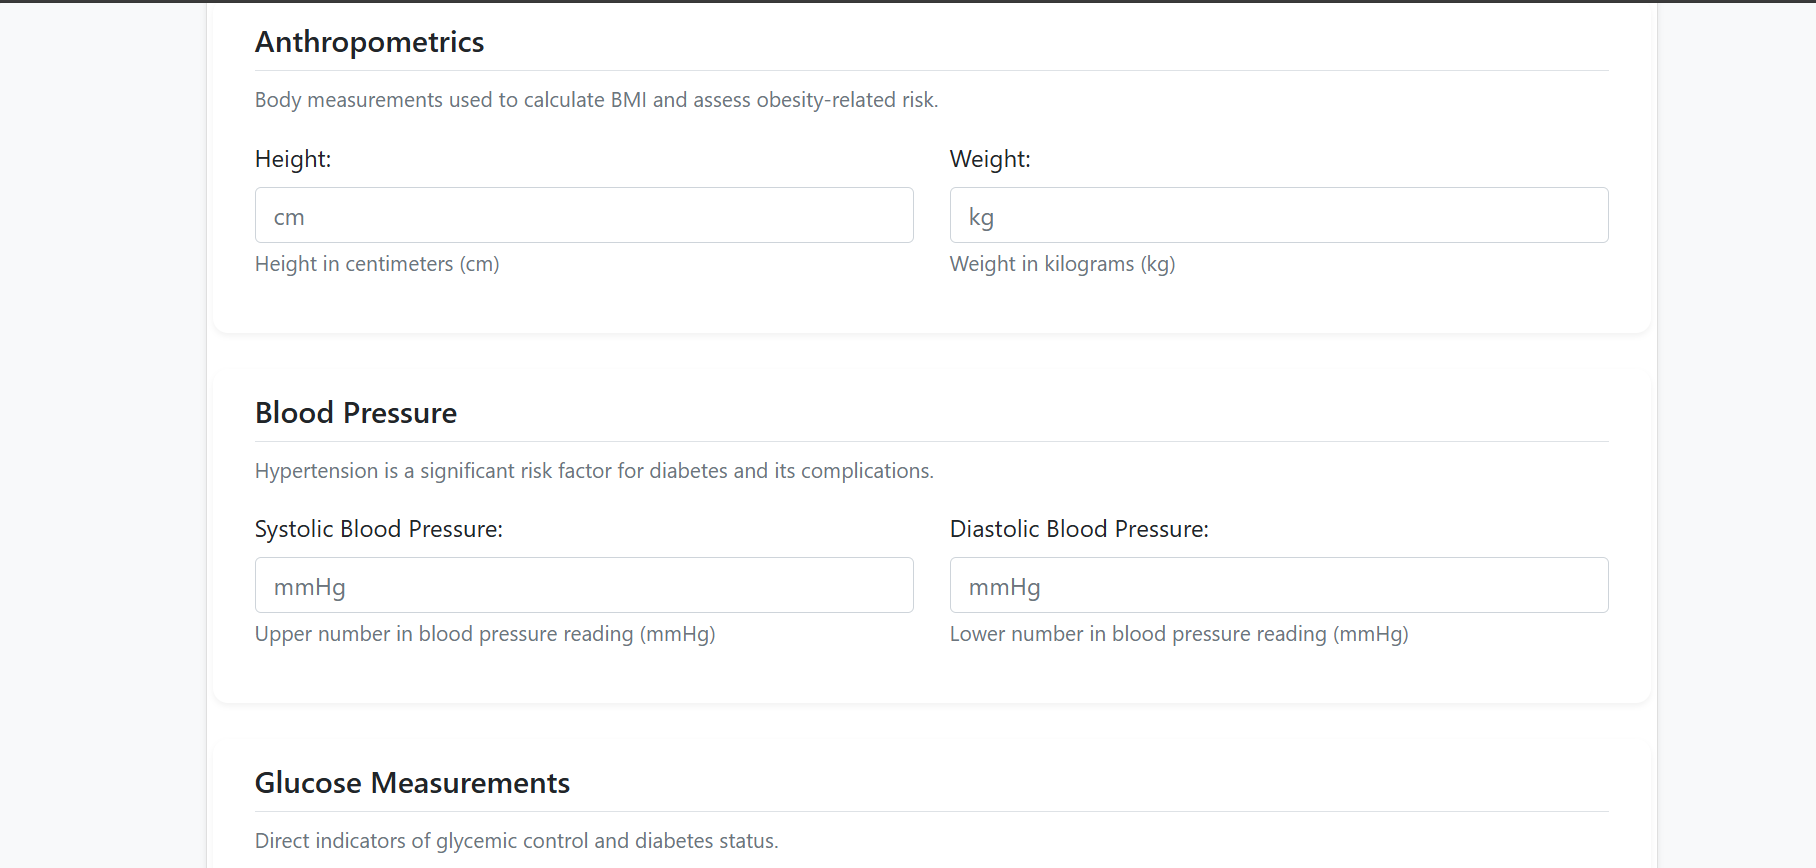 Anthropometrics
Body measurements used to calculate BMI and assess obesity-related risk.
Height:
Weight:
cm
kg
Height in centimeters (cm)
Weight in kilograms (kg)
Blood Pressure
Hypertension is a significant risk factor for diabetes and its complications.
Systolic Blood Pressure:
Diastolic Blood Pressure:
mmHg
mmHg
Upper number in blood pressure reading (mmHg)
Lower number in blood pressure reading (mmHg)
Glucose Measurements
Direct indicators of glycemic control and diabetes status.